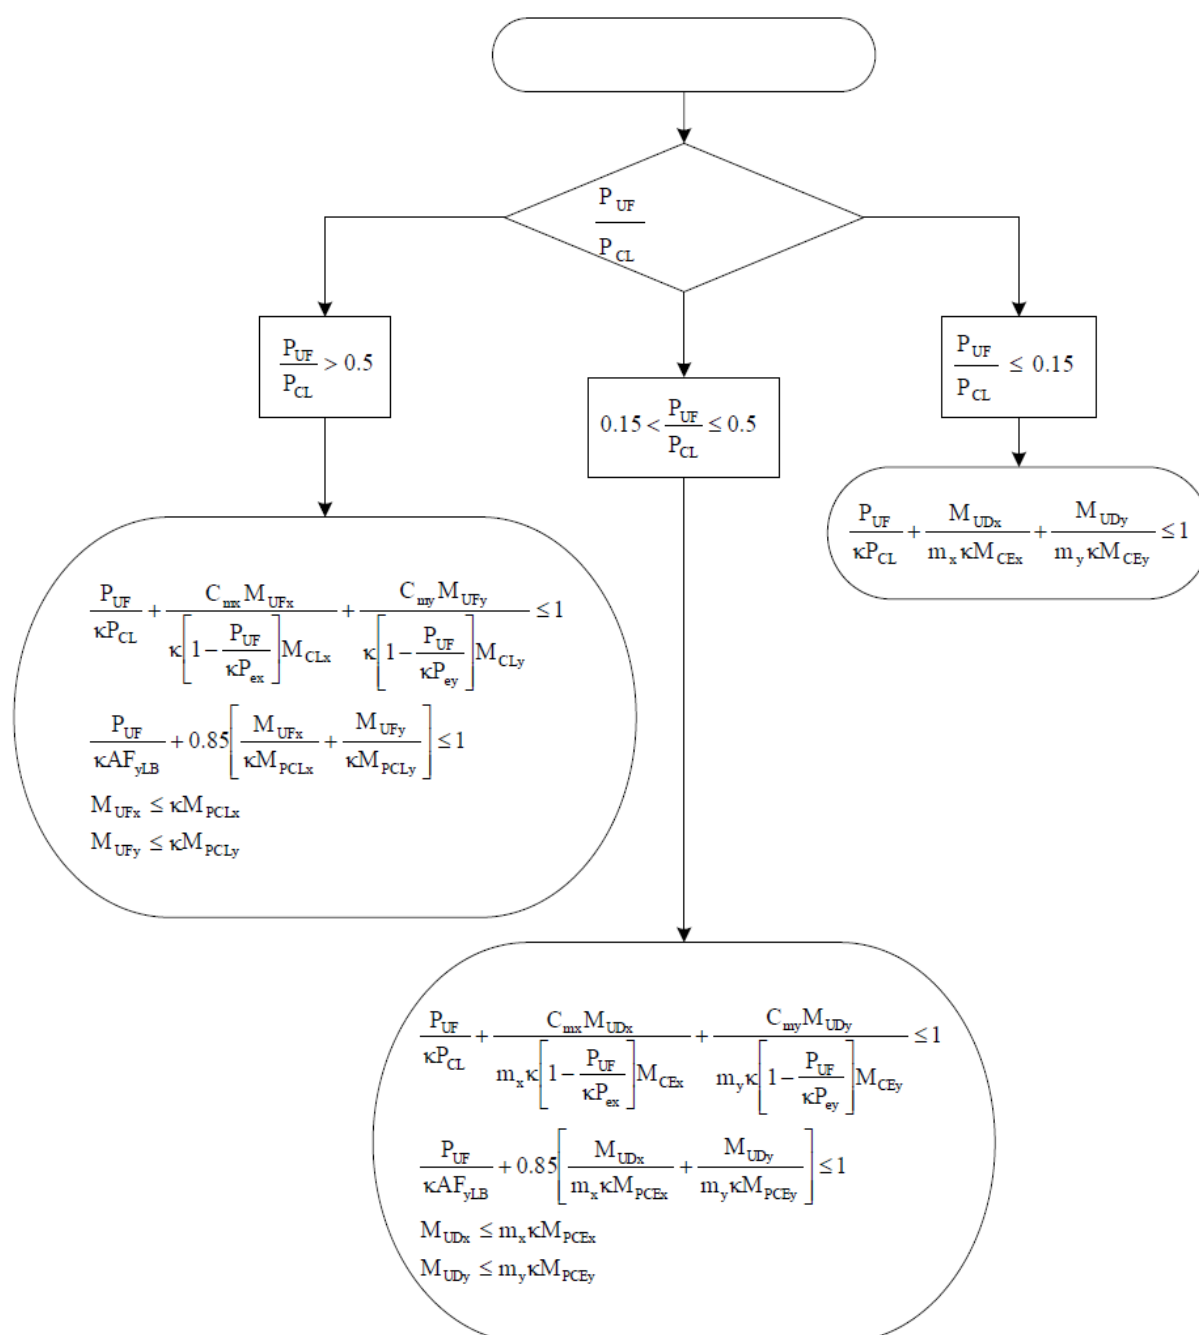 P_UF / P_CL
P_UF / P_CL > 0.5
0.15 < P_UF / P_CL ≤ 0.5
P_UF / P_CL ≤ 0.15
P_UF / κP_CL + M_UDx / m_x κM_CEx + M_UDy / m_y κM_CEy ≤ 1
P_UF / κP_CL + C_mx M_UFx / κ[1 − P_UF / κP_ex] M_CLx + C_my M_UFy / κ[1 − P_UF / κP_ey] M_CLy ≤ 1
P_UF / κAF_yLB + 0.85[M_UFx / κM_PCLx + M_UFy / κM_PCLy] ≤ 1
M_UFx ≤ κM_PCLx
M_UFy ≤ κM_PCLy
P_UF / κP_CL + C_mx M_UDx / m_x κ[1 − P_UF / κP_ex] M_CEx + C_my M_UDy / m_y κ[1 − P_UF / κP_ey] M_CEy ≤ 1
P_UF / κAF_yLB + 0.85[M_UDx / m_x κM_PCEx + M_UDy / m_y κM_PCEy] ≤ 1
M_UDx ≤ m_x κM_PCEx
M_UDy ≤ m_y κM_PCEy